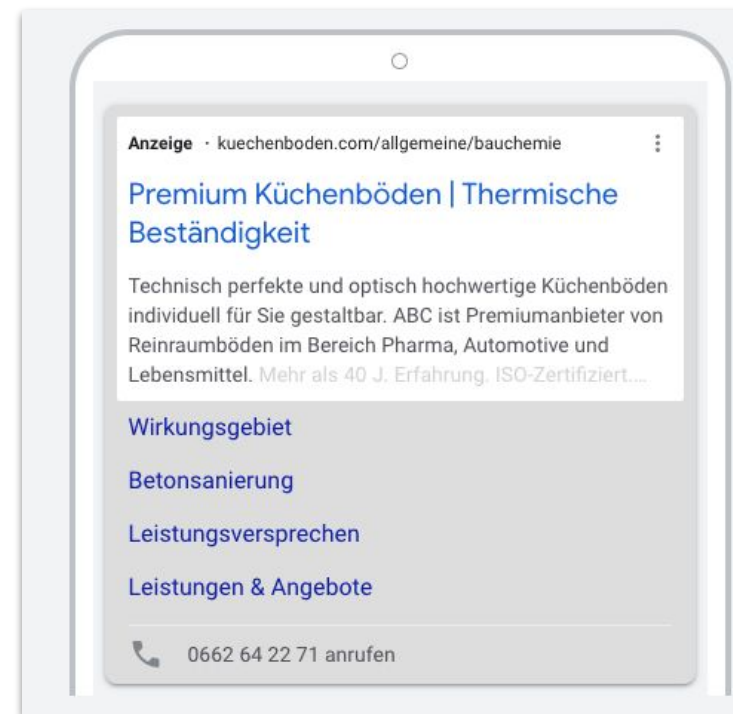 Anzeige · kuechenboden.com/allgemeine/bauchemie
Premium Küchenböden | Thermische
Beständigkeit
Technisch perfekte und optisch hochwertige Küchenböden
individuell für Sie gestaltbar. ABC ist Premiumanbieter von
Reinraumböden im Bereich Pharma, Automotive und
Lebensmittel. Mehr als 40 J. Erfahrung. ISO-Zertifiziert....
Wirkungsgebiet
Betonsanierung
Leistungsversprechen
Leistungen & Angebote
0662 64 22 71 anrufen